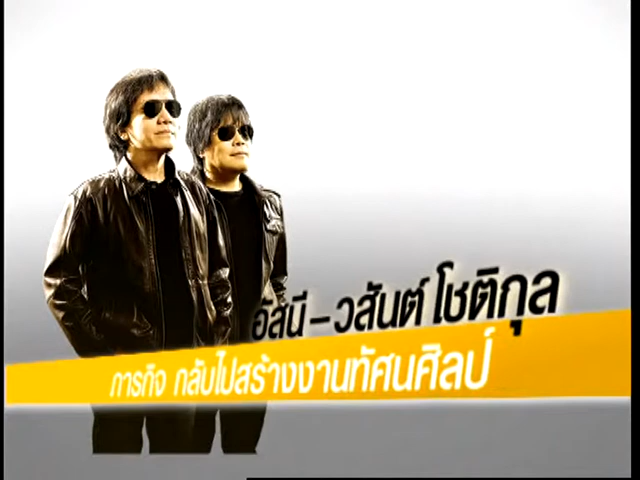 อัสนี – วสันต์ โชติกุล
ภารกิจ กลับไปสร้างงานทัศนศิลป์